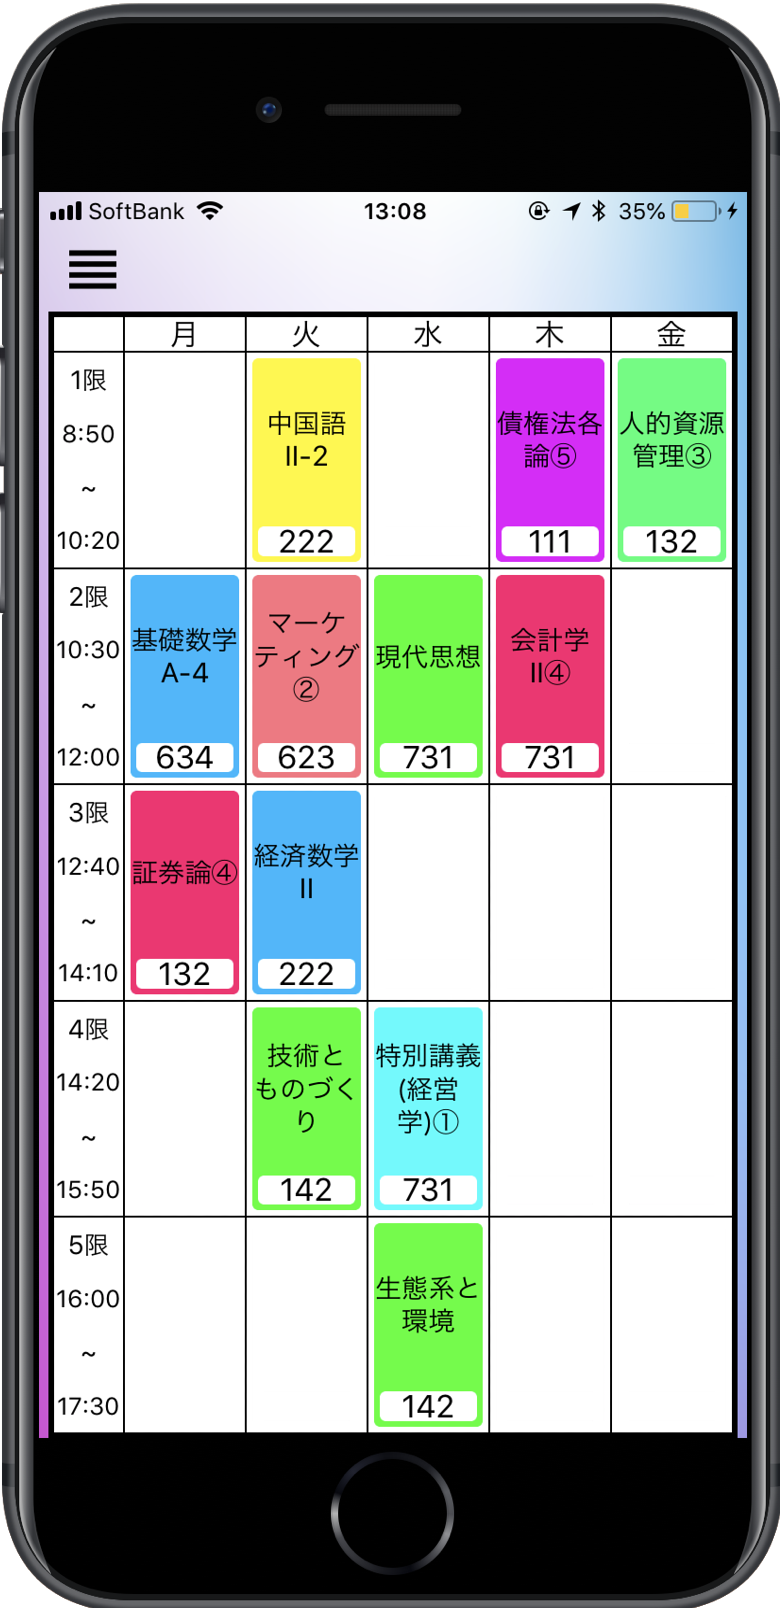 SoftBank 13:08 35%
月 火 水 木 金
1限
8:50
~
10:20
中国語
II-2
222
債権法各
論⑤
111
人的資源
管理③
132
2限
10:30
~
12:00
基礎数学
A-4
634
マーケ
ティング
②
623
現代思想
731
会計学
II④
731
3限
12:40
~
14:10
証券論④
132
経済数学
II
222
4限
14:20
~
15:50
技術と
ものづく
り
142
特別講義
(経営
学)①
731
5限
16:00
~
17:30
生態系と
環境
142